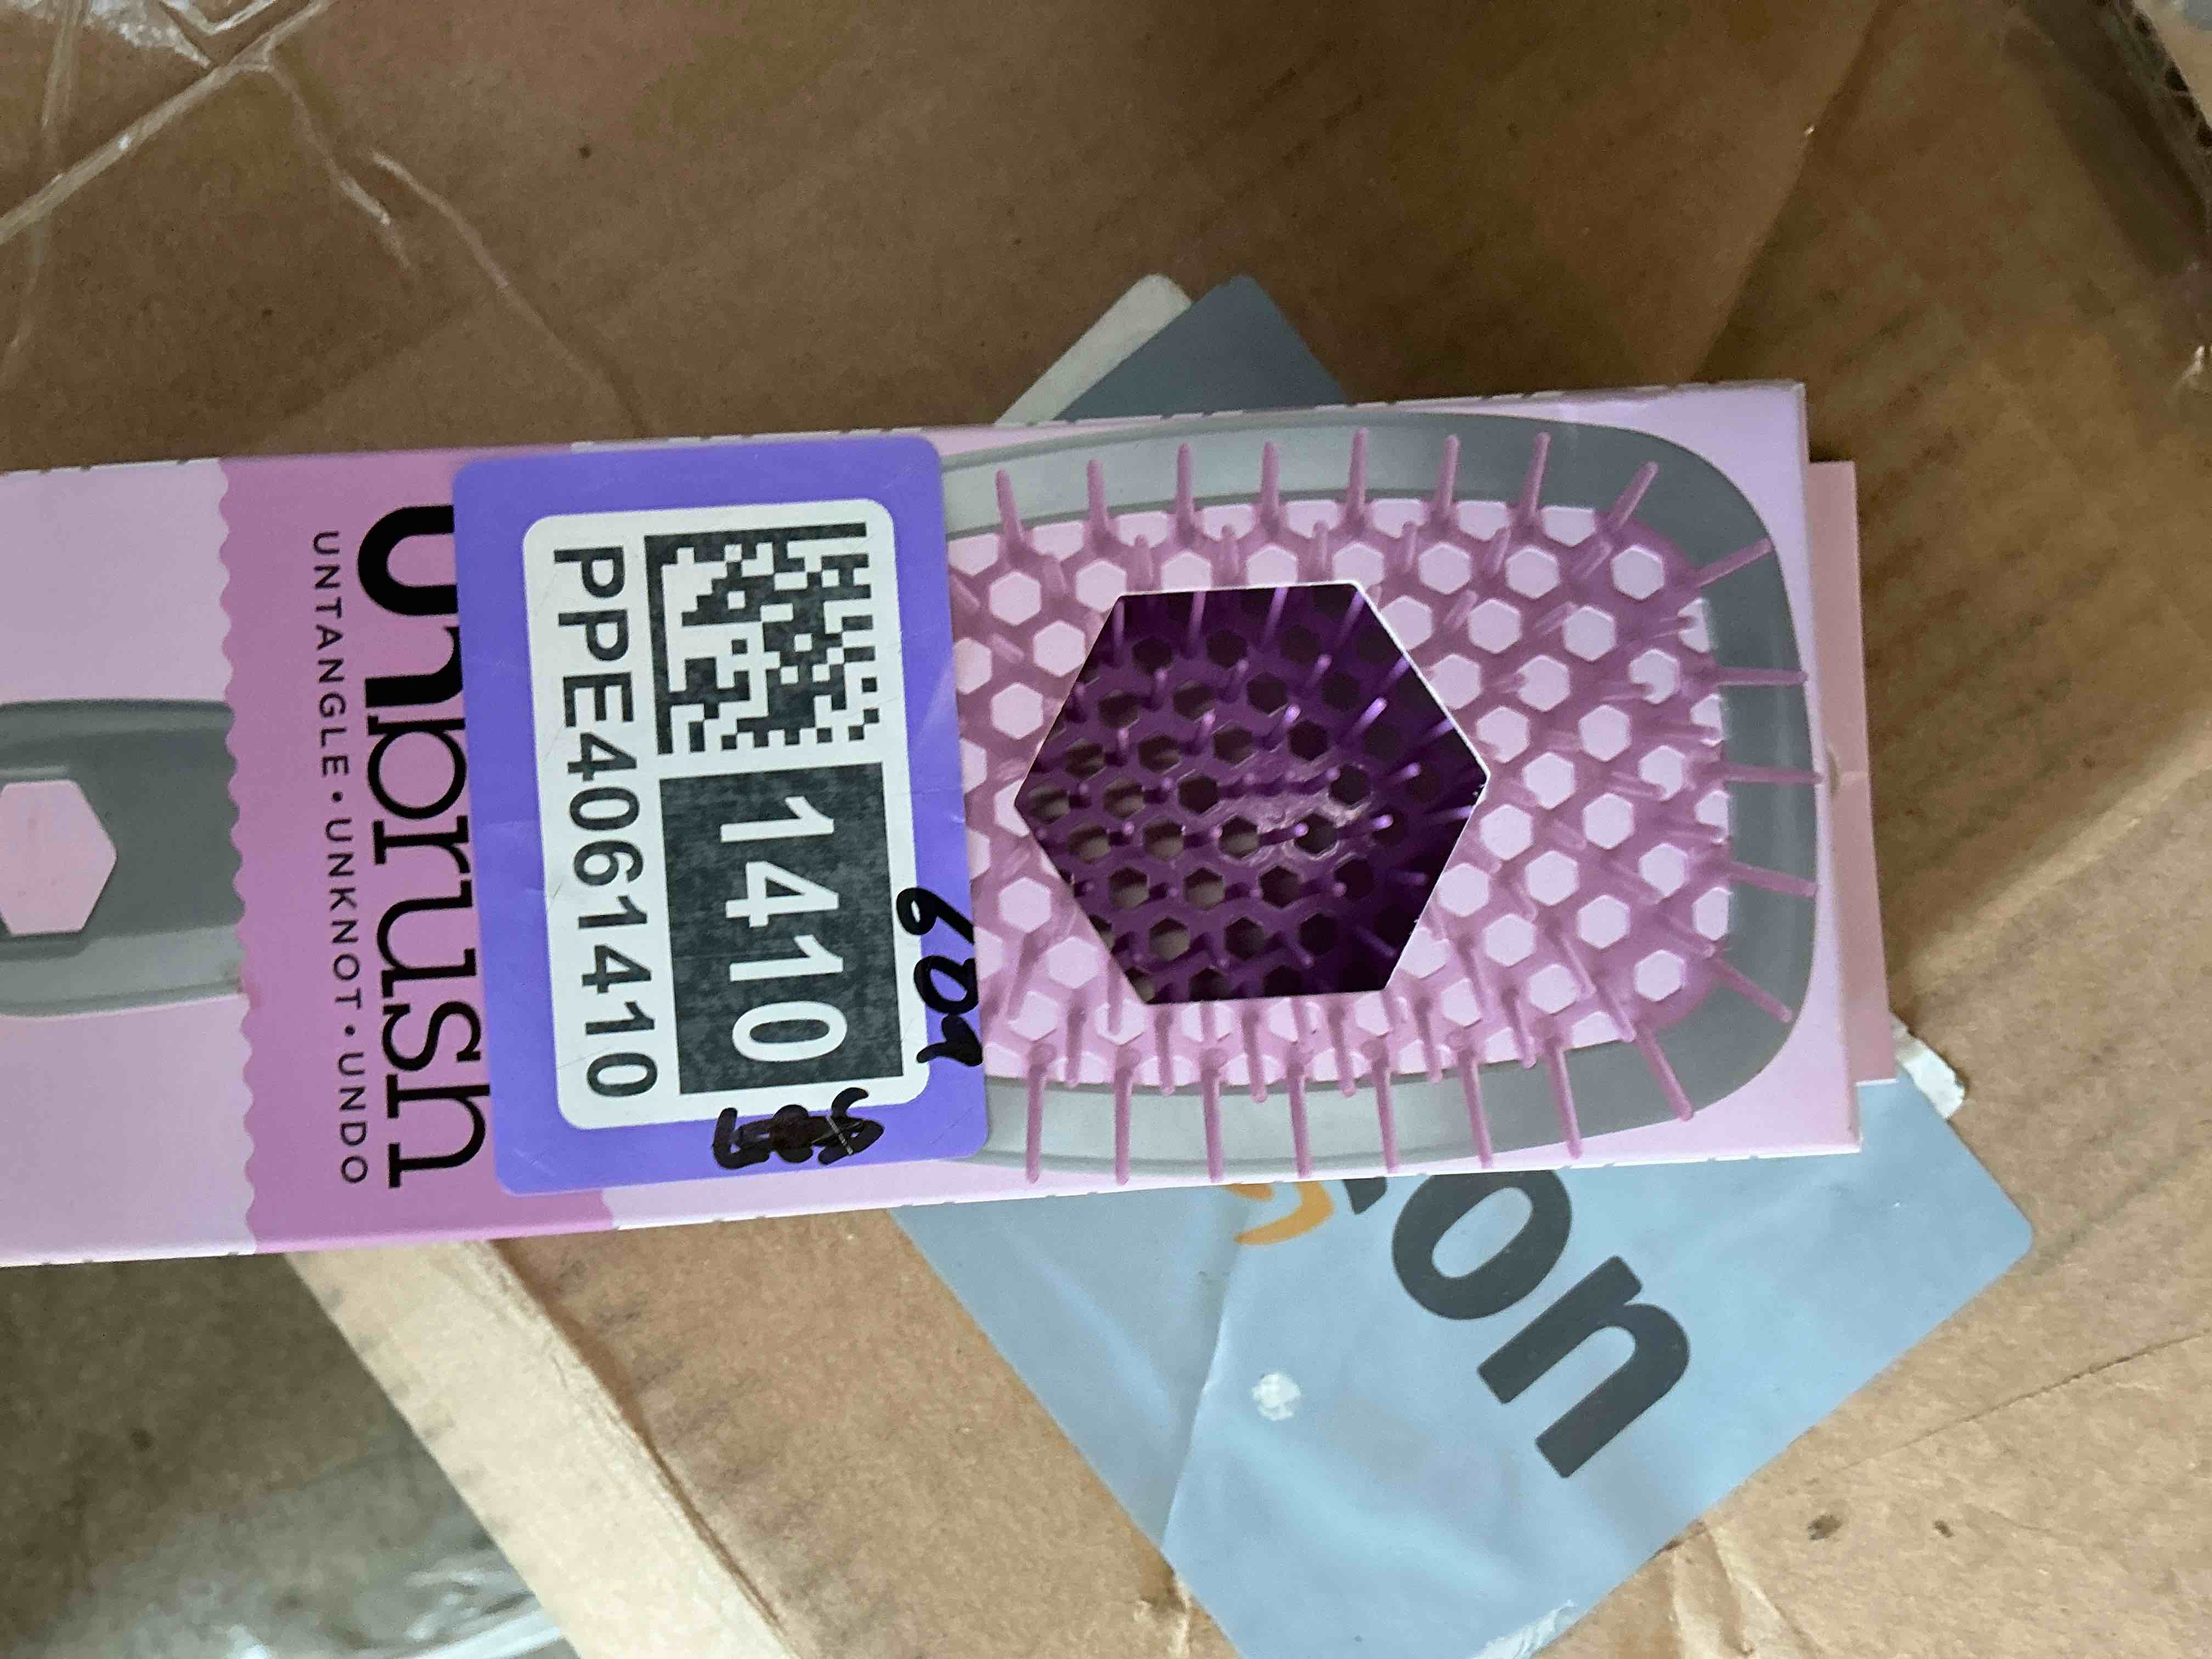 unbrush
UNTANGLE • UNKNOT • UNDO
1410
PPE4061410
on